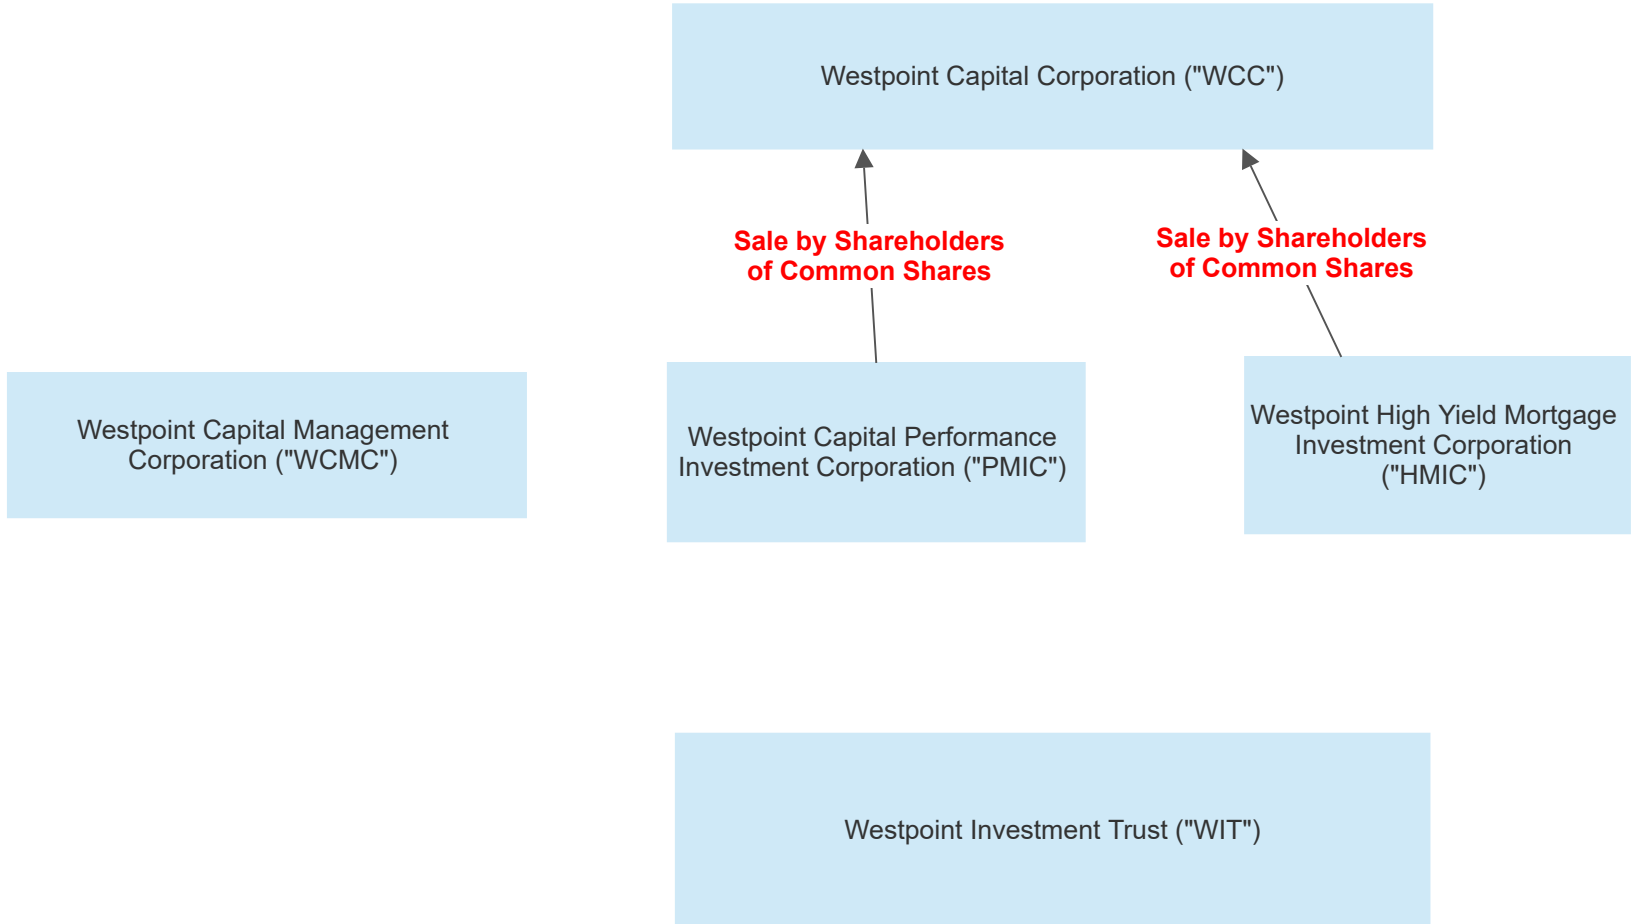 Westpoint Capital Corporation ("WCC")
Sale by Shareholders
of Common Shares
Sale by Shareholders
of Common Shares
Westpoint Capital Management
Corporation ("WCMC")
Westpoint Capital Performance
Investment Corporation ("PMIC")
Westpoint High Yield Mortgage
Investment Corporation
("HMIC")
Westpoint Investment Trust ("WIT")